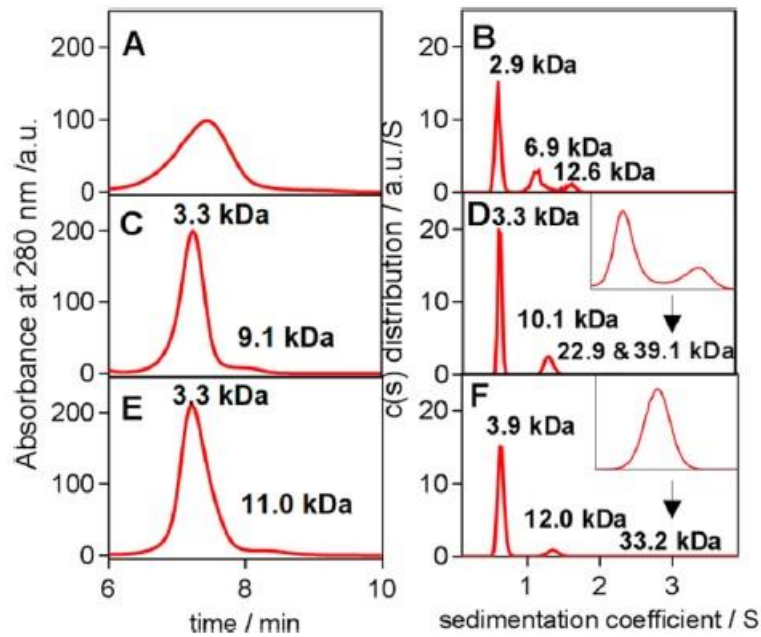 A
200
100
0
Absorbance at 280 nm /a.u.
C
3.3 kDa
200
100
0
9.1 kDa
E
3.3 kDa
200
100
0
11.0 kDa
6
8
10
time / min
B
20
10
0
2.9 kDa
6.9 kDa
12.6 kDa
c(s) distribution / a.u./S
D
3.3 kDa
20
10
0
10.1 kDa
22.9 & 39.1 kDa
F
20
10
0
3.9 kDa
12.0 kDa
33.2 kDa
1
2
3
sedimentation coefficient / S